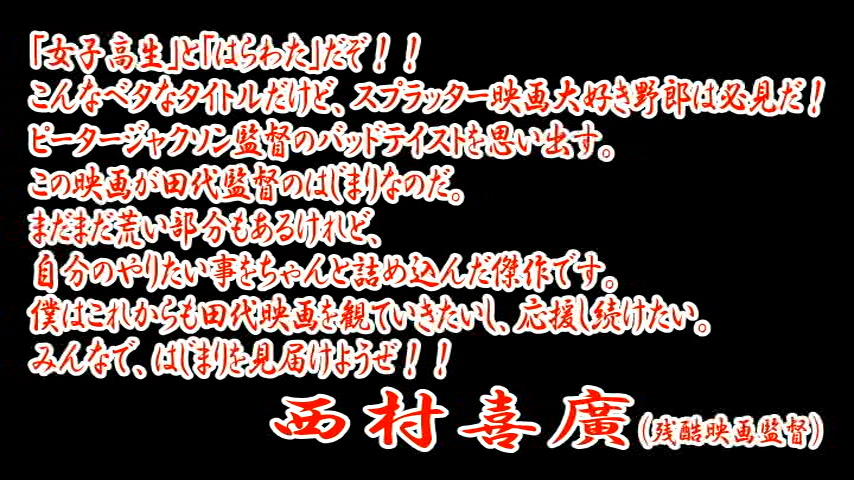 「女子高生」と「はらわた」だぞ！！
こんなベタなタイトルだけど、スプラッター映画大好き野郎は必見だ！
ピータージャクソン監督のバッドテイストを思い出す。
この映画が田代監督のはじまりなのだ。
まだまだ荒い部分もあるけれど、
自分のやりたい事をちゃんと詰め込んだ傑作です。
僕はこれからも田代映画を観ていきたいし、応援し続けたい。
みんなで、はじまりを見届けようぜ！！
西村喜廣(残酷映画監督)